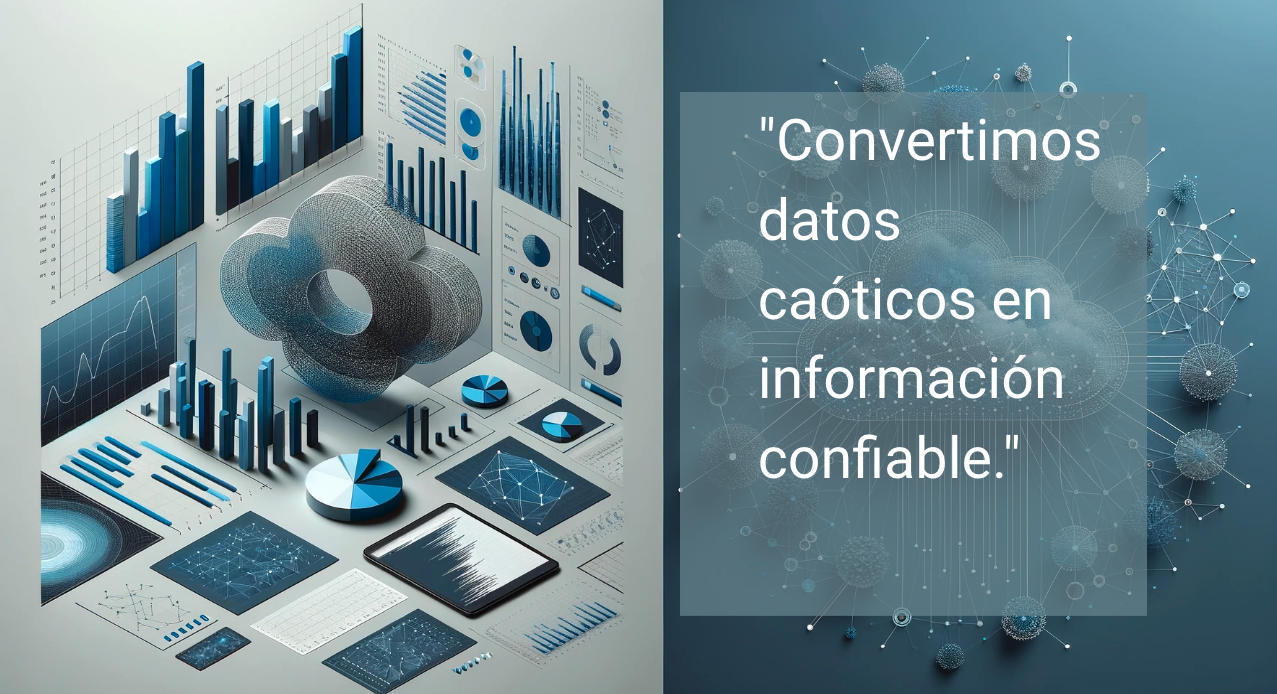 "Convertimos
datos
caóticos en
información
confiable."